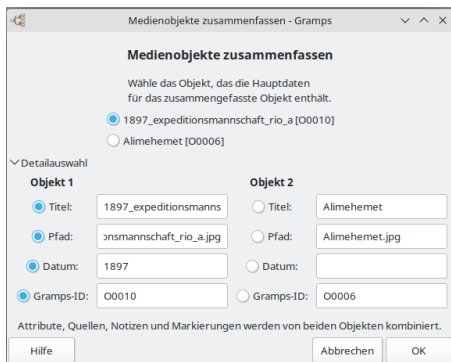 Medienobjekte zusammenfassen - Gramps
Medienobjekte zusammenfassen
Wähle das Objekt, das die Hauptdaten
für das zusammengefasste Objekt enthält.
1897_expeditionsmannschaft_rio_a [O0010]
Alimehemet [O0006]
Detailauswahl
Objekt 1 Objekt 2
Titel: 1897_expeditionsmanns Titel: Alimehemet
Pfad: onsmannschaft_rio_a.jpg Pfad: Alimehemet.jpg
Datum: 1897 Datum:
Gramps-ID: O0010 Gramps-ID: O0006
Attribute, Quellen, Notizen und Markierungen werden von beiden Objekten kombiniert.
Hilfe Abbrechen OK